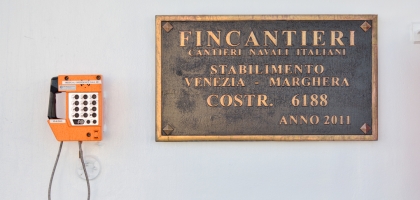 FINCANTIERI
CANTIERI NAVALI ITALIANI
STABILIMENTO
VENEZIA - MARGHERA
COSTR. 6188
ANNO 2011